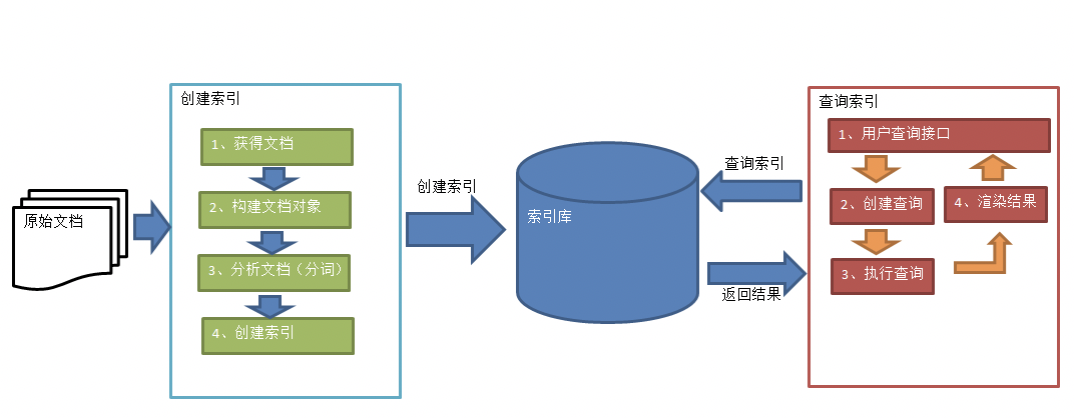 原始文档
创建索引
1、获得文档
2、构建文档对象
3、分析文档（分词）
4、创建索引
创建索引
索引库
查询索引
返回结果
查询索引
1、用户查询接口
2、创建查询
3、执行查询
4、渲染结果